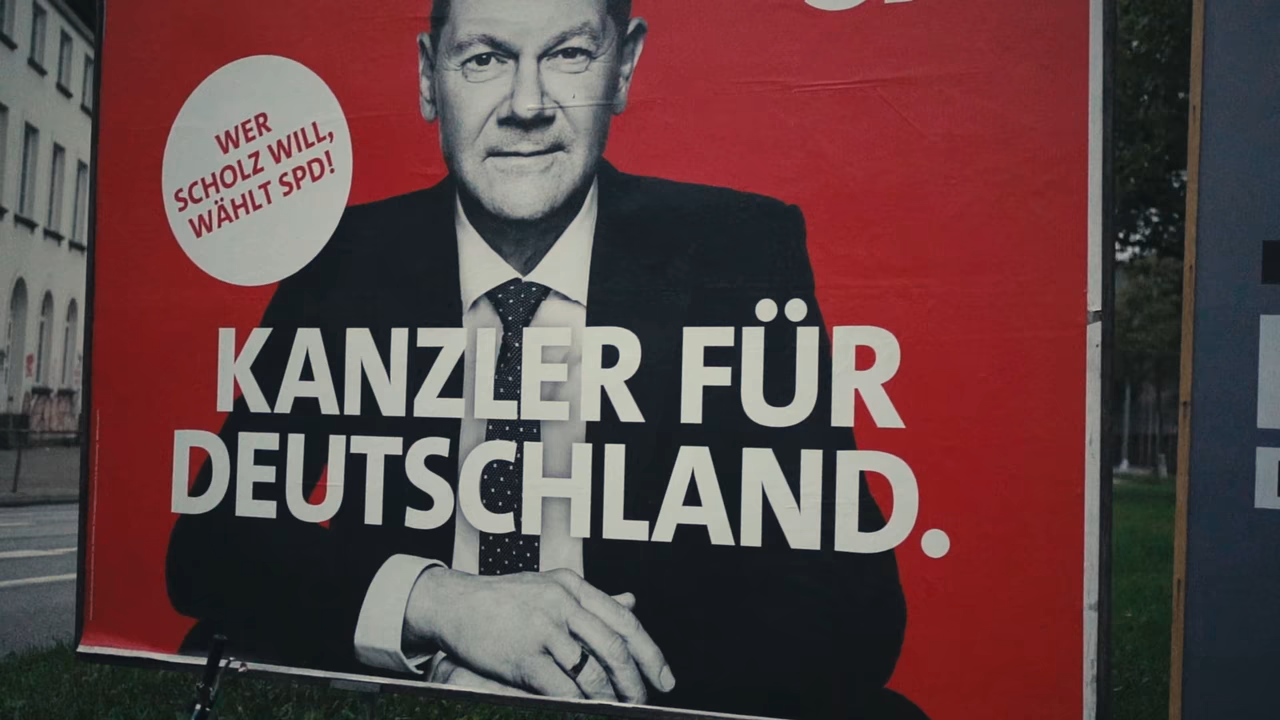 WER
SCHOLZ WILL,
WÄHLT SPD!
KANZLER FÜR
DEUTSCHLAND.